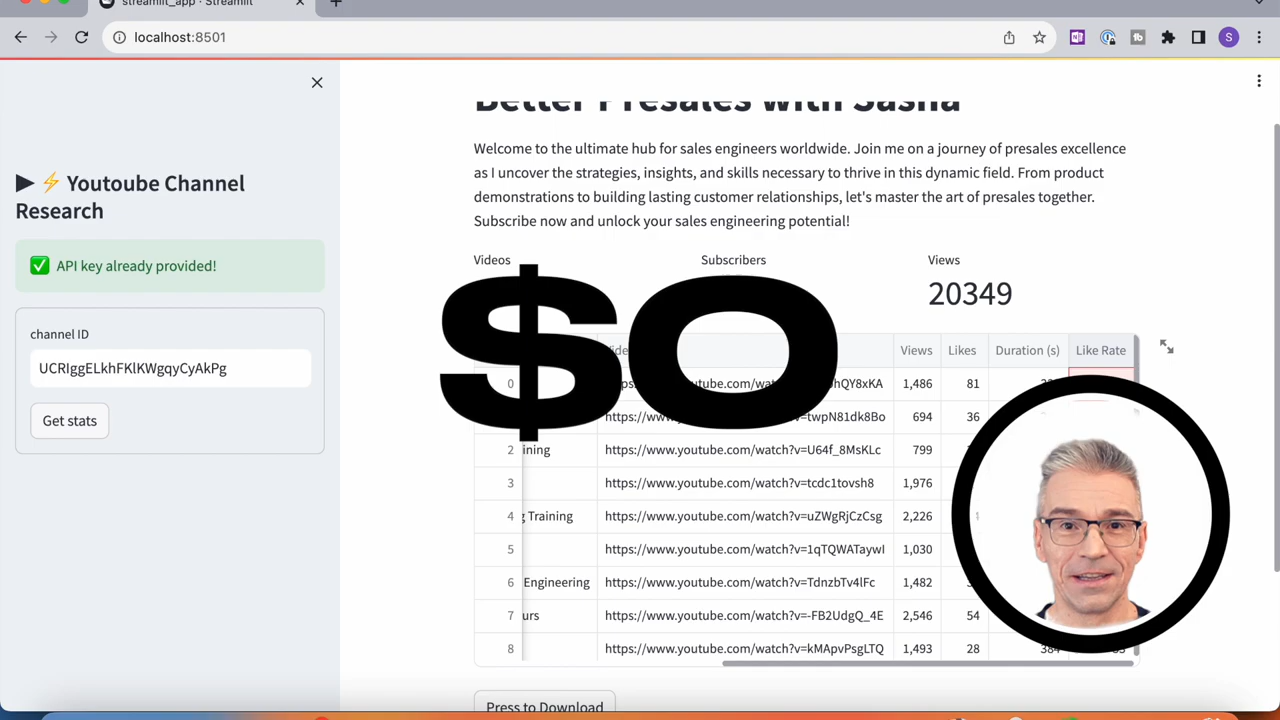 streamlit_app · Streamlit
localhost:8501
S
▶ ⚡ Youtoube Channel
Research
✅ API key already provided!
channel ID
UCRIggELkhFKlKWgqyCyAkPg
Get stats
Better Presales with Sasha
Welcome to the ultimate hub for sales engineers worldwide. Join me on a journey of presales excellence
as I uncover the strategies, insights, and skills necessary to thrive in this dynamic field. From product
demonstrations to building lasting customer relationships, let's master the art of presales together.
Subscribe now and unlock your sales engineering potential!
Videos Subscribers Views
20349
$0
Views Likes Duration (s) Like Rate
0 hQY8xKA 1,486 81
twpN81dk8Bo 694 36
2 ining https://www.youtube.com/watch?v=U64f_8MsKLc 799
3 https://www.youtube.com/watch?v=tcdc1tovsh8 1,976
4 g Training https://www.youtube.com/watch?v=uZWgRjCzCsg 2,226
5 https://www.youtube.com/watch?v=1qTQWATaywI 1,030
6 Engineering https://www.youtube.com/watch?v=TdnzbTv4lFc 1,482
7 urs https://www.youtube.com/watch?v=-FB2UdgQ_4E 2,546 54
8 https://www.youtube.com/watch?v=kMApvPsgLTQ 1,493 28 384
Press to Download